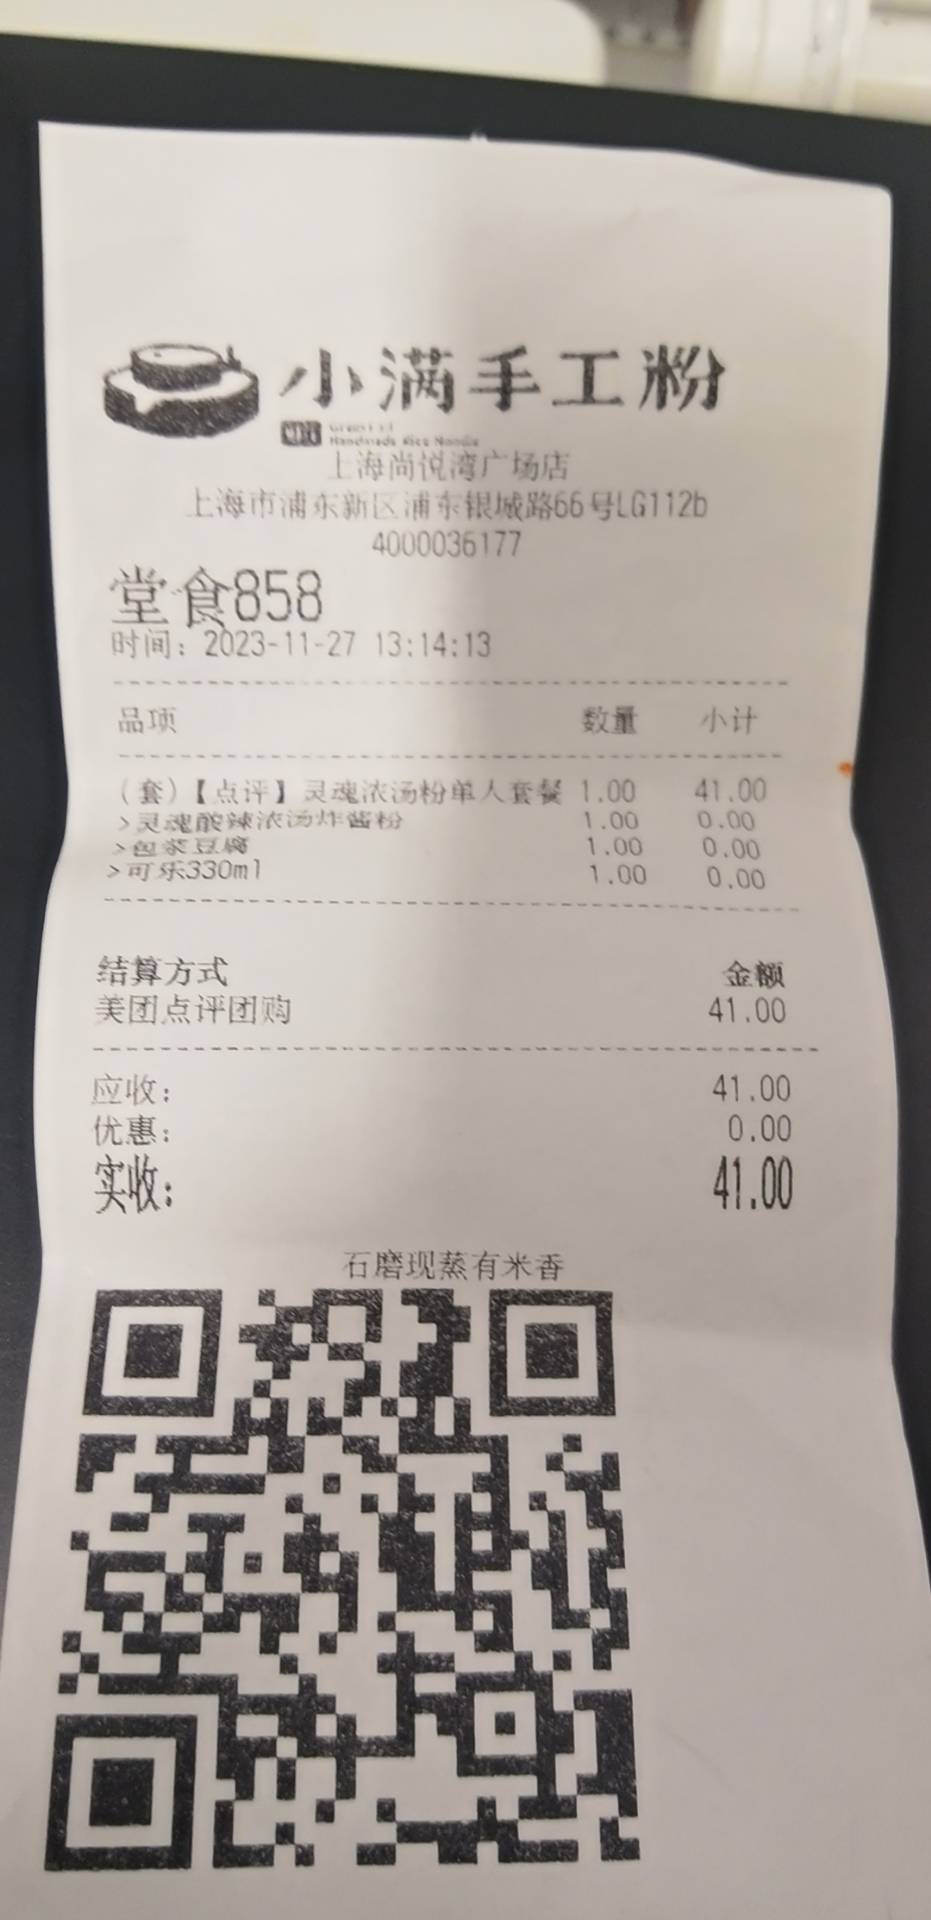 小满手工粉
Handmade Rice Noodle
上海尚悦湾广场店
上海市浦东新区浦东银城路66号LG112b
4000036177
堂食858
时间：2023-11-27 13:14:13
品项 数量 小计
(套)【点评】灵魂浓汤粉单人套餐 1.00 41.00
>灵魂酸辣浓汤炸酱粉 1.00 0.00
>包浆豆腐 1.00 0.00
>可乐330ml 1.00 0.00
结算方式 金额
美团点评团购 41.00
应收： 41.00
优惠： 0.00
实收： 41.00
石磨现蒸有米香